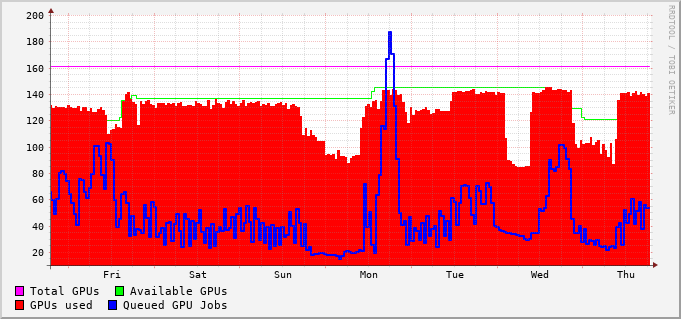 200
180
160
140
120
100
80
60
40
20
Fri Sat Sun Mon Tue Wed Thu
Total GPUs Available GPUs
GPUs used Queued GPU Jobs
RRDTOOL / TOBI OETIKER